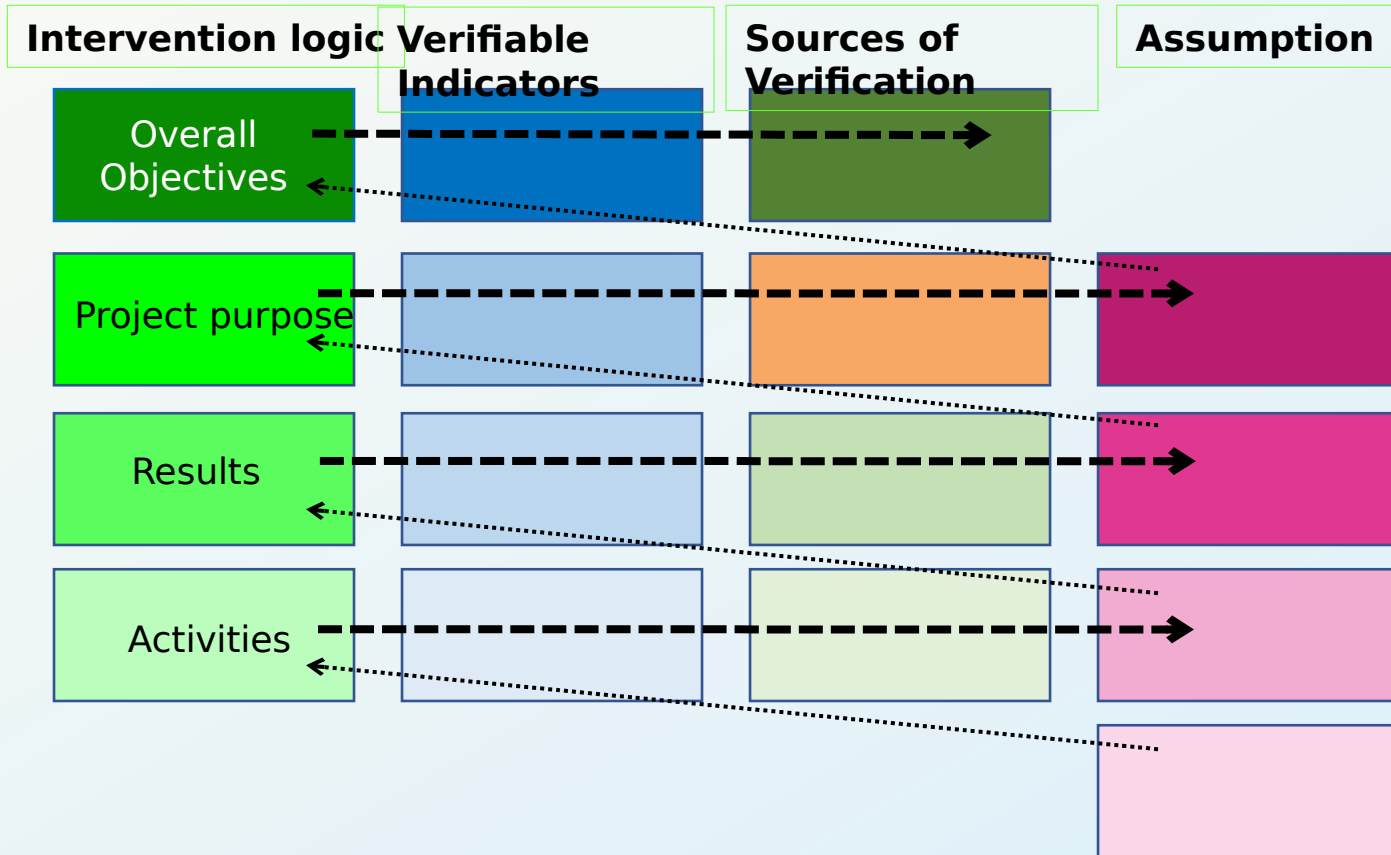 Intervention logic
Verifiable
Indicators
Sources of
Verification
Assumption
Overall
Objectives
Project purpose
Results
Activities